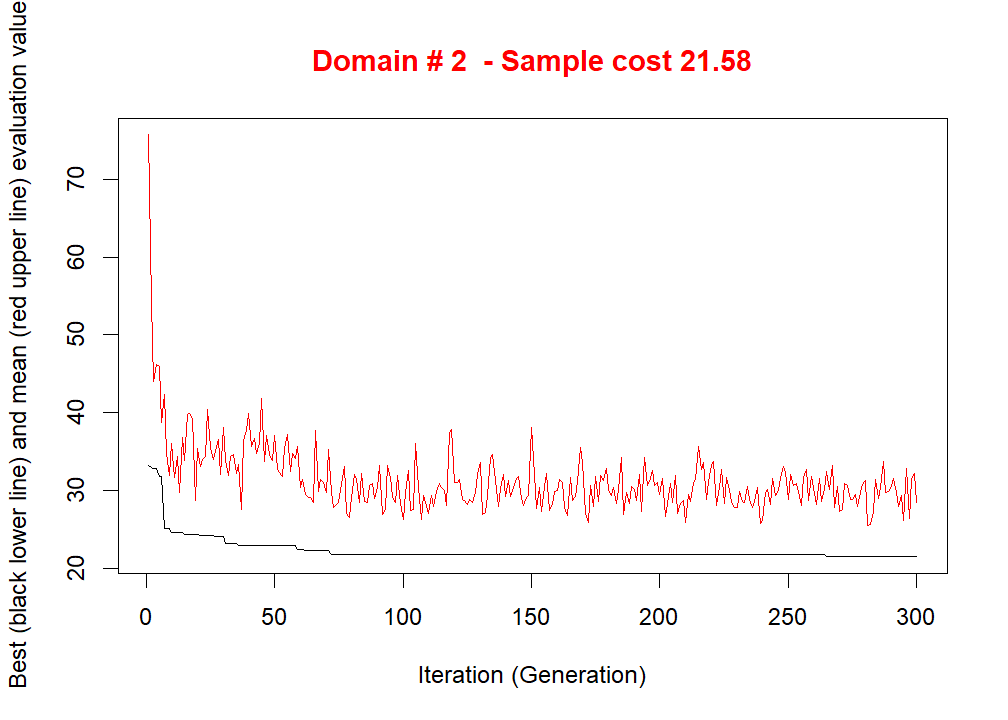 Domain # 2  - Sample cost 21.58
Best (black lower line) and mean (red upper line) evaluation value
70
60
50
40
30
20
0 50 100 150 200 250 300
Iteration (Generation)